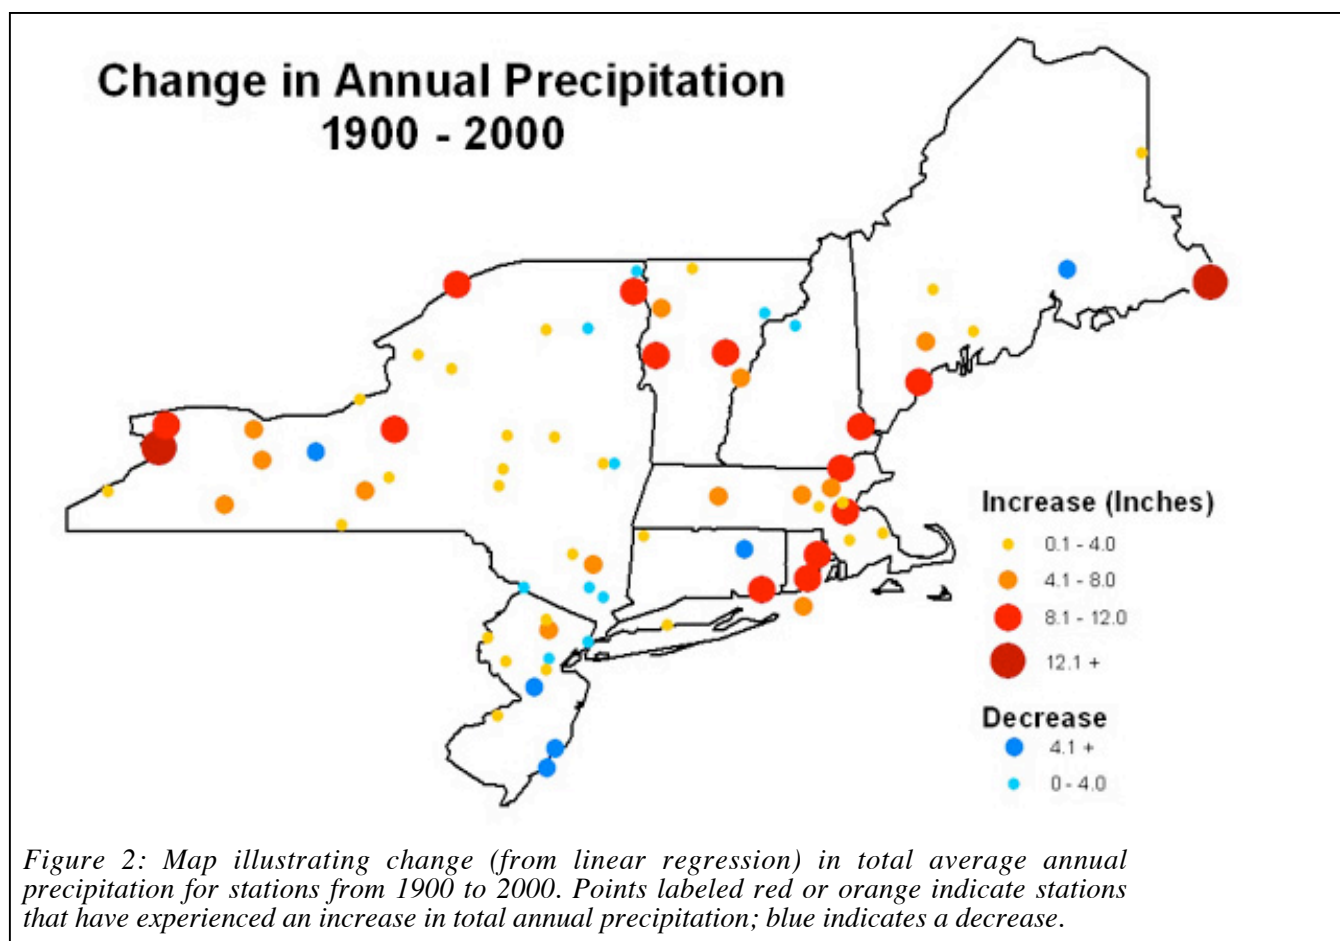 Change in Annual Precipitation
1900 - 2000
Increase (Inches)
0.1 - 4.0
4.1 - 8.0
8.1 - 12.0
12.1 +
Decrease
4.1 +
0 - 4.0
Figure 2: Map illustrating change (from linear regression) in total average annual
precipitation for stations from 1900 to 2000. Points labeled red or orange indicate stations
that have experienced an increase in total annual precipitation; blue indicates a decrease.